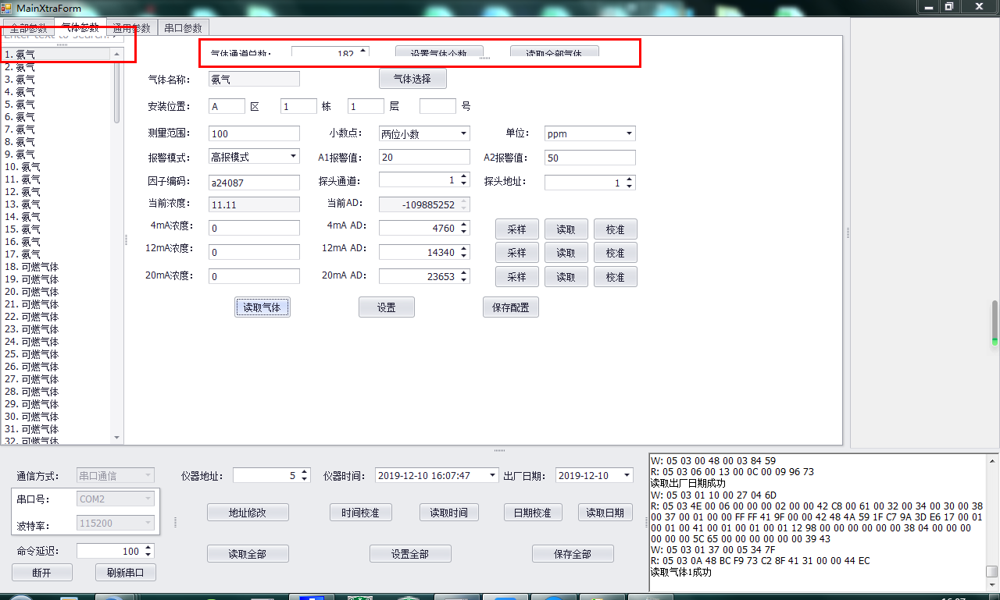 MainXtraForm
全部参数 气体参数 通用参数 串口参数
Enter text to search...
气体通道总数: 182 设置气体个数 读取全部气体
1. 氨气
2. 氨气
3. 氨气
4. 氨气
5. 氨气
6. 氨气
7. 氨气
8. 氨气
9. 氨气
10. 氨气
11. 氨气
12. 氨气
13. 氨气
14. 氨气
15. 氨气
16. 氨气
17. 氨气
18. 可燃气体
19. 可燃气体
20. 可燃气体
21. 可燃气体
22. 可燃气体
23. 可燃气体
24. 可燃气体
25. 可燃气体
26. 可燃气体
27. 可燃气体
28. 可燃气体
29. 可燃气体
30. 可燃气体
31. 可燃气体
32. 可燃气体
气体名称: 氨气 气体选择
安装位置: A 区 1 栋 1 层 号
测量范围: 100 小数点: 两位小数 单位: ppm
报警模式: 高报模式 A1报警值: 20 A2报警值: 50
因子编码: a24087 探头通道: 1 探头地址: 1
当前浓度: 11.11 当前AD: -109885252
4mA浓度: 0 4mA AD: 4760 采样 读取 校准
12mA浓度: 0 12mA AD: 14340 采样 读取 校准
20mA浓度: 0 20mA AD: 23653 采样 读取 校准
读取气体 设置 保存配置
通信方式: 串口通信 仪器地址: 5 仪器时间: 2019-12-10 16:07:47 出厂日期: 2019-12-10
串口号: COM2 地址修改 时间校准 读取时间 日期校准 读取日期
波特率: 115200
命令延迟: 100 读取全部 设置全部 保存全部
断开 刷新串口
W: 05 03 00 48 00 03 84 59
R: 05 03 06 00 13 00 0C 00 09 96 73
读取出厂日期成功
W: 05 03 01 10 00 27 04 6D
R: 05 03 4E 00 06 00 00 00 02 00 00 42 C8 00 61 00 32 00 34 00 30 00 38
00 37 00 01 00 00 FF FF 41 9F 00 00 42 48 4A 59 1F C7 9A 3D E6 17 00 01
00 01 00 41 00 01 00 01 00 01 12 98 00 00 00 00 00 00 38 04 00 00 00
00 00 00 5C 65 00 00 00 00 00 00 39 43
W: 05 03 01 37 00 05 34 7F
R: 05 03 0A 48 BC F9 73 C2 8F 41 31 00 00 44 EC
读取气体1成功
16:07